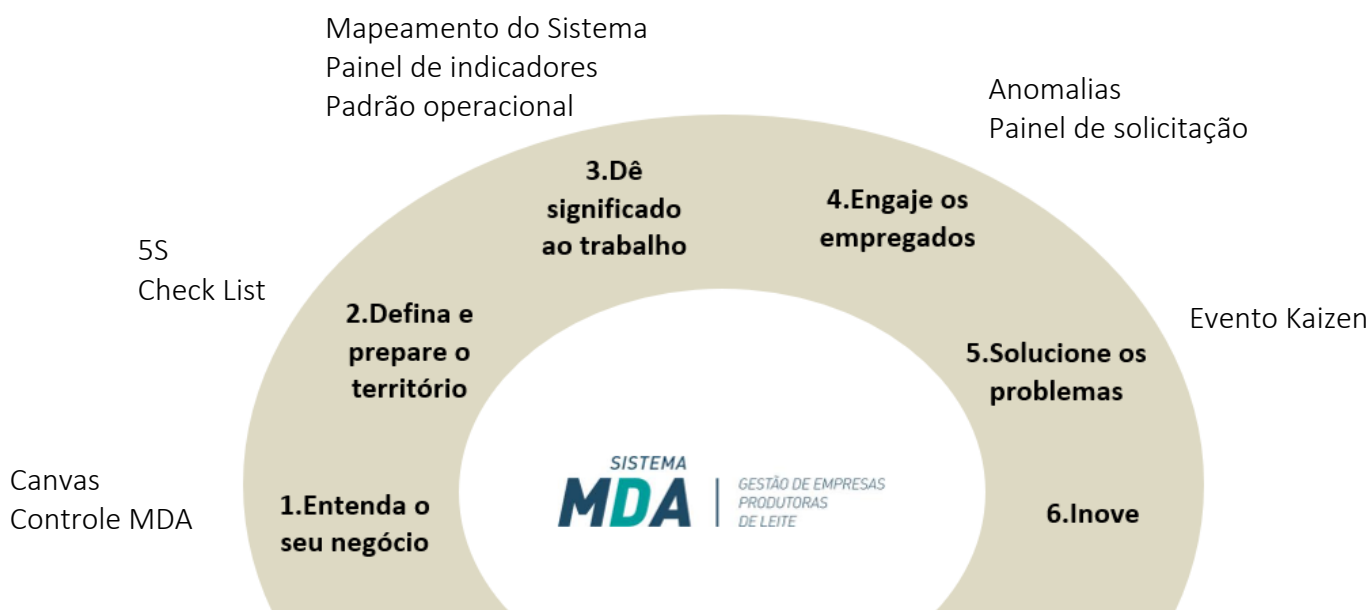 Mapeamento do Sistema
Painel de indicadores
Padrão operacional
Anomalias
Painel de solicitação
3.Dê
significado
ao trabalho
4.Engaje os
empregados
5S
Check List
2.Defina e
prepare o
território
Evento Kaizen
5.Solucione os
problemas
Canvas
Controle MDA
1.Entenda o
seu negócio
SISTEMA
MDA
GESTÃO DE EMPRESAS
PRODUTORAS
DE LEITE
6.Inove